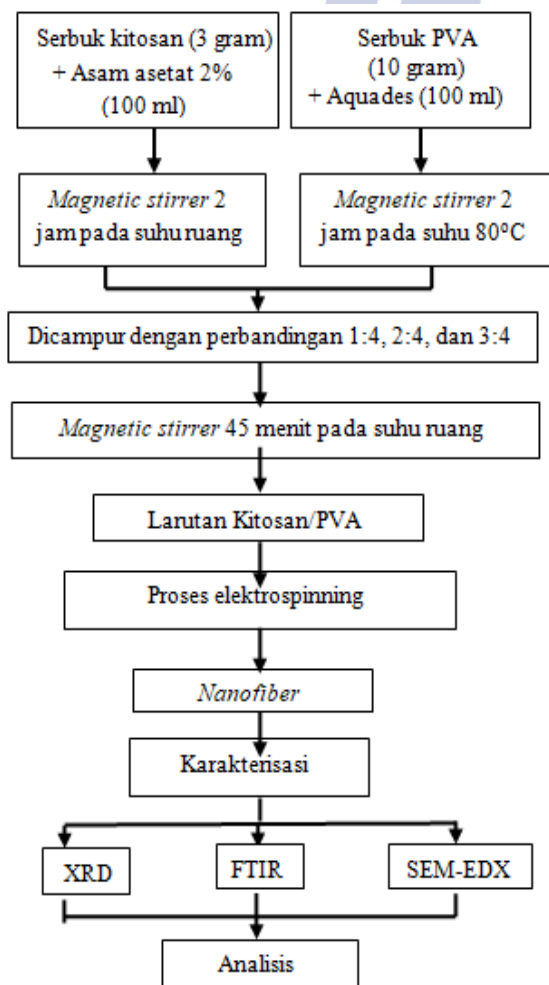 Serbuk kitosan (3 gram)
+ Asam asetat 2%
(100 ml)
Serbuk PVA
(10 gram)
+ Aquades (100 ml)
Magnetic stirrer 2
jam pada suhu ruang
Magnetic stirrer 2
jam pada suhu 80⁰C
Dicampur dengan perbandingan 1:4, 2:4, dan 3:4
Magnetic stirrer 45 menit pada suhu ruang
Larutan Kitosan/PVA
Proses elektrospinning
Nanofiber
Karakterisasi
XRD
FTIR
SEM-EDX
Analisis